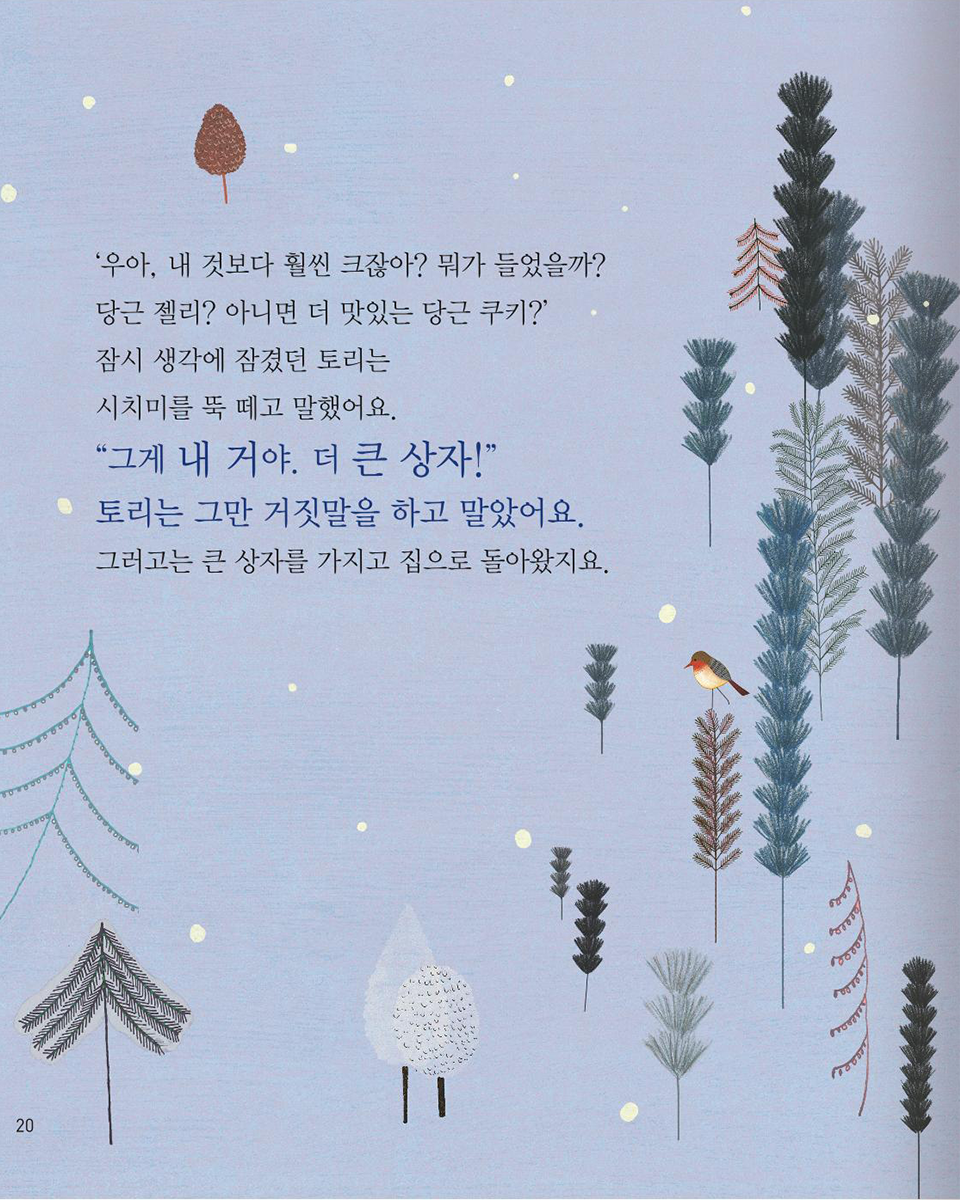 ‘우아, 내 것보다 훨씬 크잖아? 뭐가 들었을까?
당근 젤리? 아니면 더 맛있는 당근 쿠키?’
잠시 생각에 잠겼던 토리는
시치미를 뚝 떼고 말했어요.
“그게 내 거야. 더 큰 상자!”
토리는 그만 거짓말을 하고 말았어요.
그러고는 큰 상자를 가지고 집으로 돌아왔지요.
20